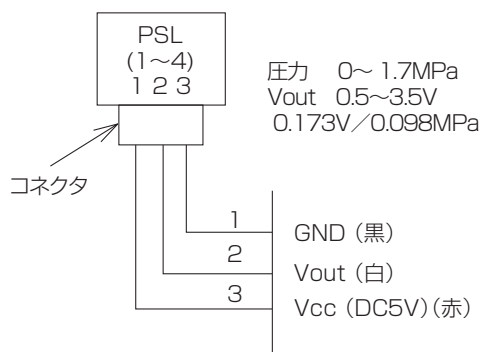 PSL
(1～4)
1 2 3
圧力 0～ 1.7MPa
Vout 0.5～3.5V
0.173V／0.098MPa
コネクタ
1
GND（黒）
2
Vout（白）
3
Vcc（DC5V）（赤）